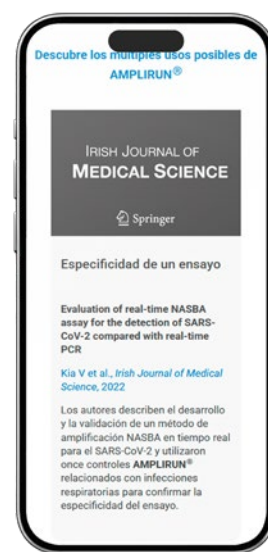 Descubre los múltiples usos posibles de
AMPLIRUN®
IRISH JOURNAL OF
MEDICAL SCIENCE
Springer
Especificidad de un ensayo
Evaluation of real-time NASBA
assay for the detection of SARS-
CoV-2 compared with real-time
PCR
Kia V et al., Irish Journal of Medical
Science, 2022
Los autores describen el desarrollo
y la validación de un método de
amplificación NASBA en tiempo real
para el SARS-CoV-2 y utilizaron
once controles AMPLIRUN®
relacionados con infecciones
respiratorias para confirmar la
especificidad del ensayo.